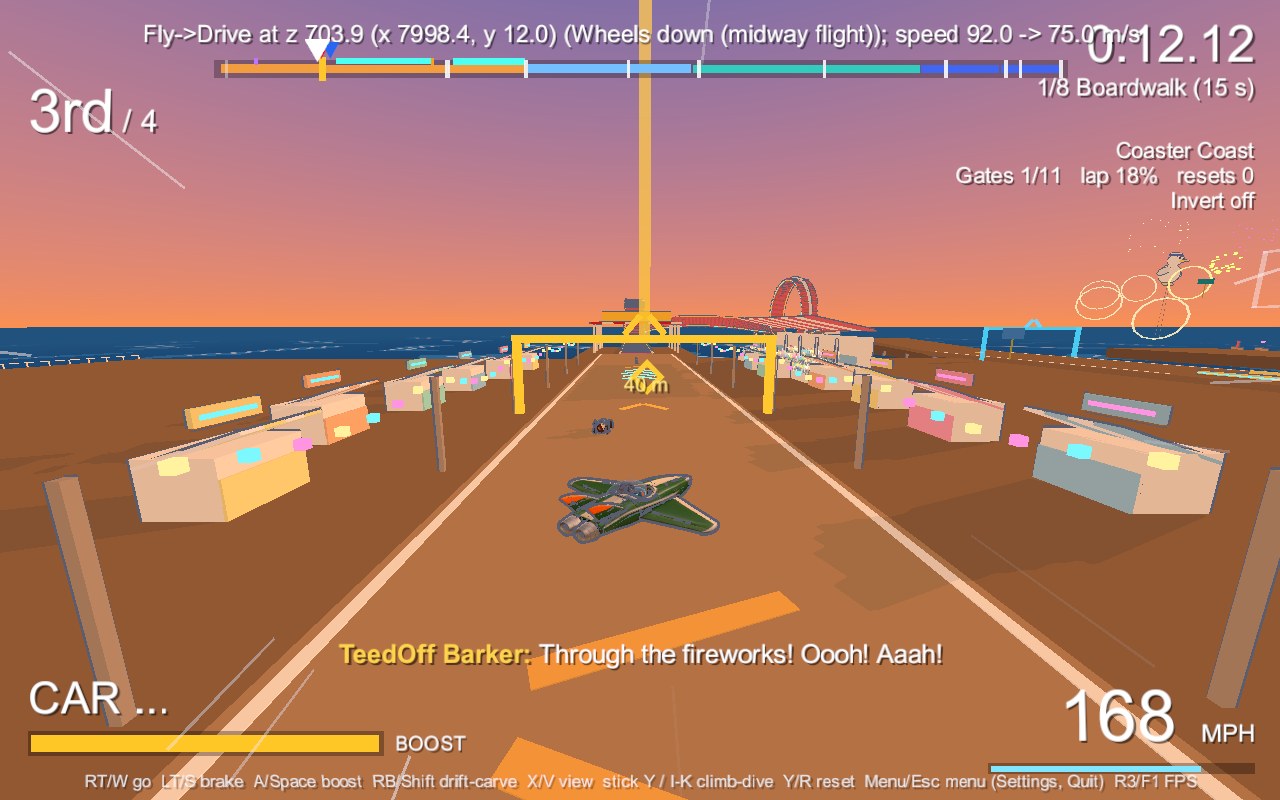 Fly->Drive at z 703.9 (x 7998.4, y 12.0) (Wheels down (midway flight)); speed 92.0 -> 75.0 m/s
0:12.12
1/8 Boardwalk (15 s)
3rd / 4
Coaster Coast
Gates 1/11 lap 18% resets 0
Invert off
40 m
TeedOff Barker: Through the fireworks! Oooh! Aaah!
CAR ...
168 MPH
BOOST
RT/W go LT/S brake A/Space boost RB/Shift drift-carve X/V view stick Y / I-K climb-dive Y/R reset Menu/Esc menu (Settings, Quit) R3/F1 FPS